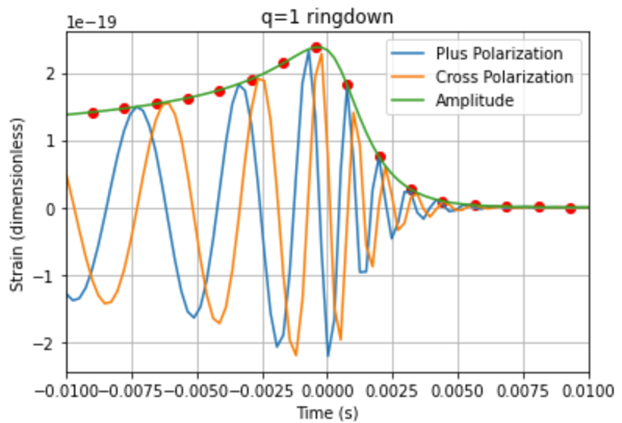 q=1 ringdown
1e−19
Plus Polarization
Cross Polarization
Amplitude
2
1
0
−1
−2
Strain (dimensionless)
−0.0100 −0.0075 −0.0050 −0.0025 0.0000 0.0025 0.0050 0.0075 0.0100
Time (s)